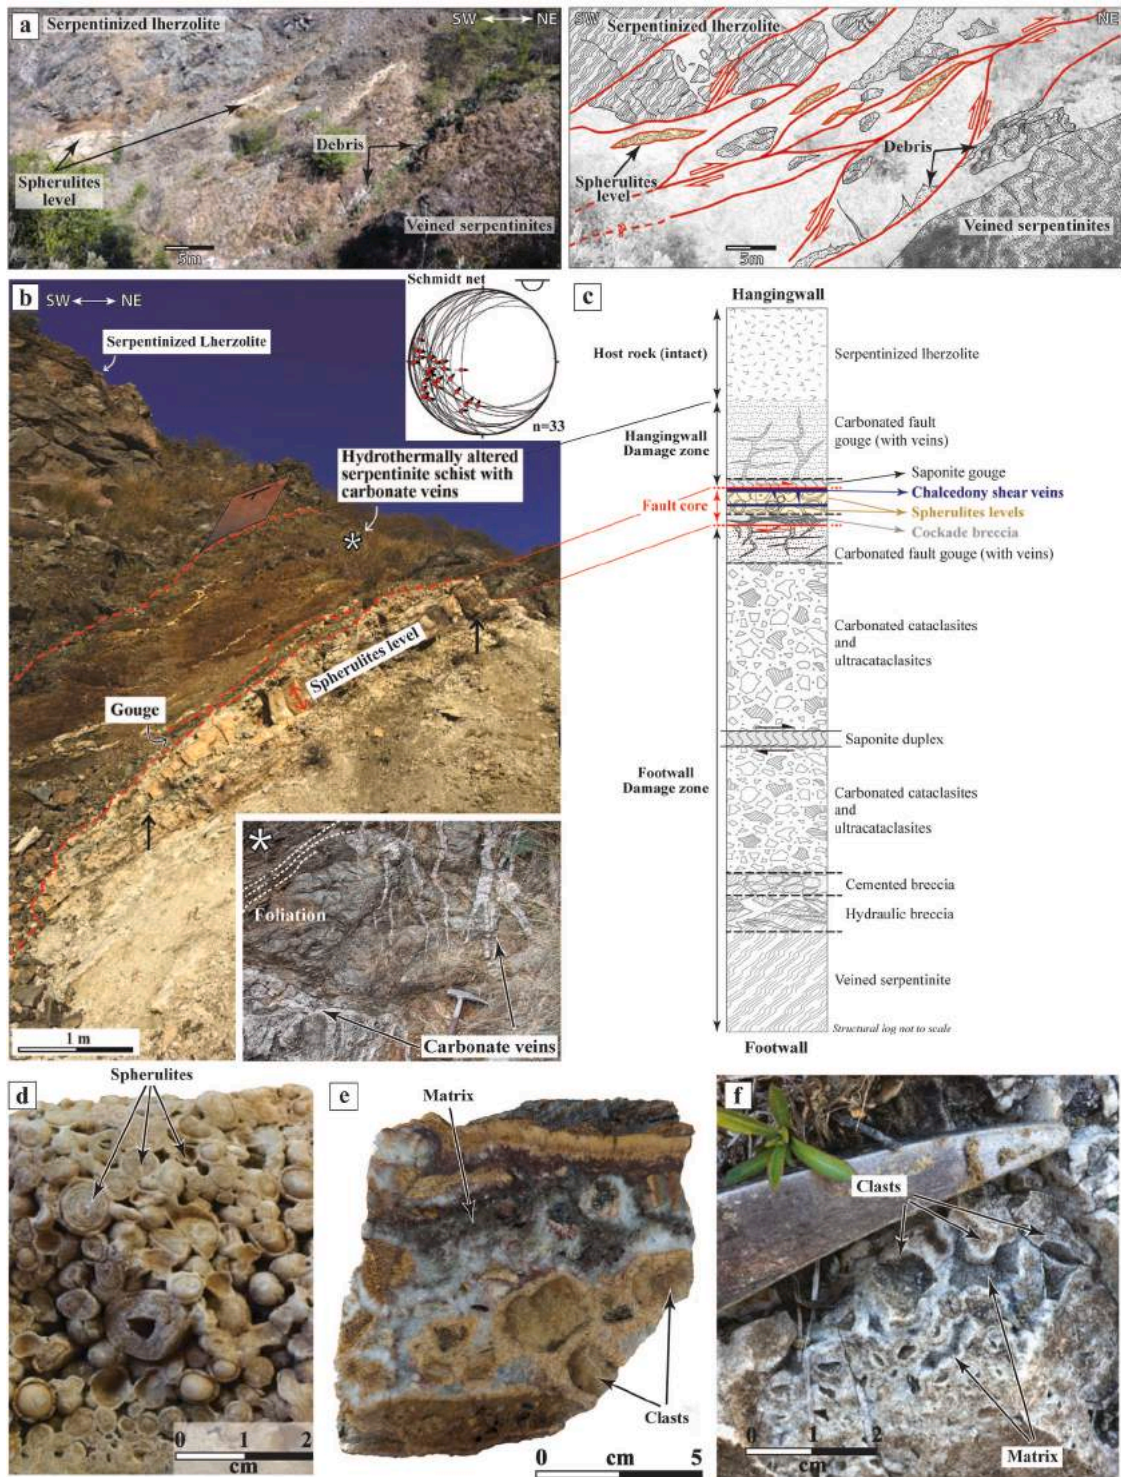 a
Serpentinized lherzolite
SW
NE
Spherulites
level
Debris
Veined serpentinites
5m
SW
NE
Serpentinized lherzolite
Debris
Spherulites
level
Veined serpentinites
5m
b
SW
NE
Serpentinized Lherzolite
Schmidt net
n=33
Hydrothermally altered
serpentinite schist with
carbonate veins
*
Spherulites level
Gouge
1 m
*
Foliation
Carbonate veins
c
Hangingwall
Host rock (intact)
Serpentinized lherzolite
Hangingwall
Damage zone
Carbonated fault
gouge (with veins)
Saponite gouge
Chalcedony shear veins
Fault core
Spherulites levels
Cockade breccia
Carbonated fault gouge (with veins)
Carbonated cataclasites
and
ultracataclasites
Saponite duplex
Footwall
Damage zone
Carbonated cataclasites
and
ultracataclasites
Cemented breccia
Hydraulic breccia
Veined serpentinite
Structural log not to scale
Footwall
d
Spherulites
0 1 2
cm
e
Matrix
Clasts
0 5
cm
f
Clasts
0 1 2
cm
Matrix